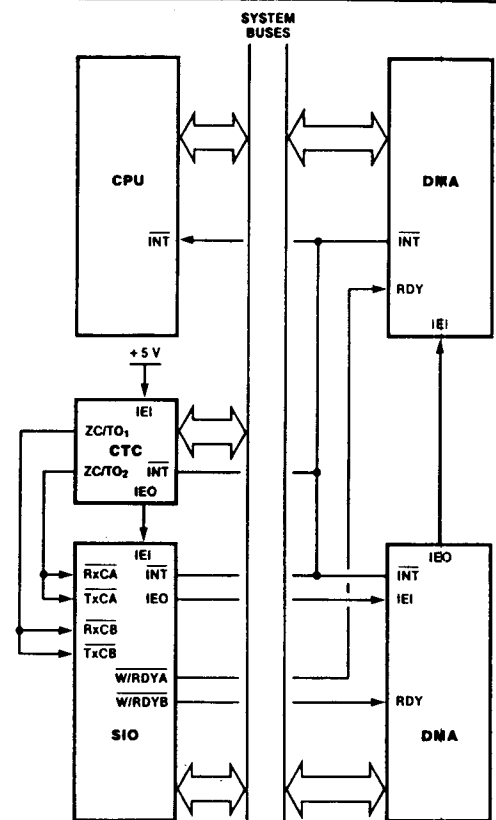 SYSTEM
BUSES
CPU
INT
DMA
INT
RDY
IEI
+ 5 V
IEI
ZC/TO₁
CTC
ZC/TO₂
INT
IEO
IEI
RxCA
INT
TxCA
IEO
RxCB
TxCB
W/RDYA
W/RDYB
SIO
IEO
INT
IEI
RDY
DMA